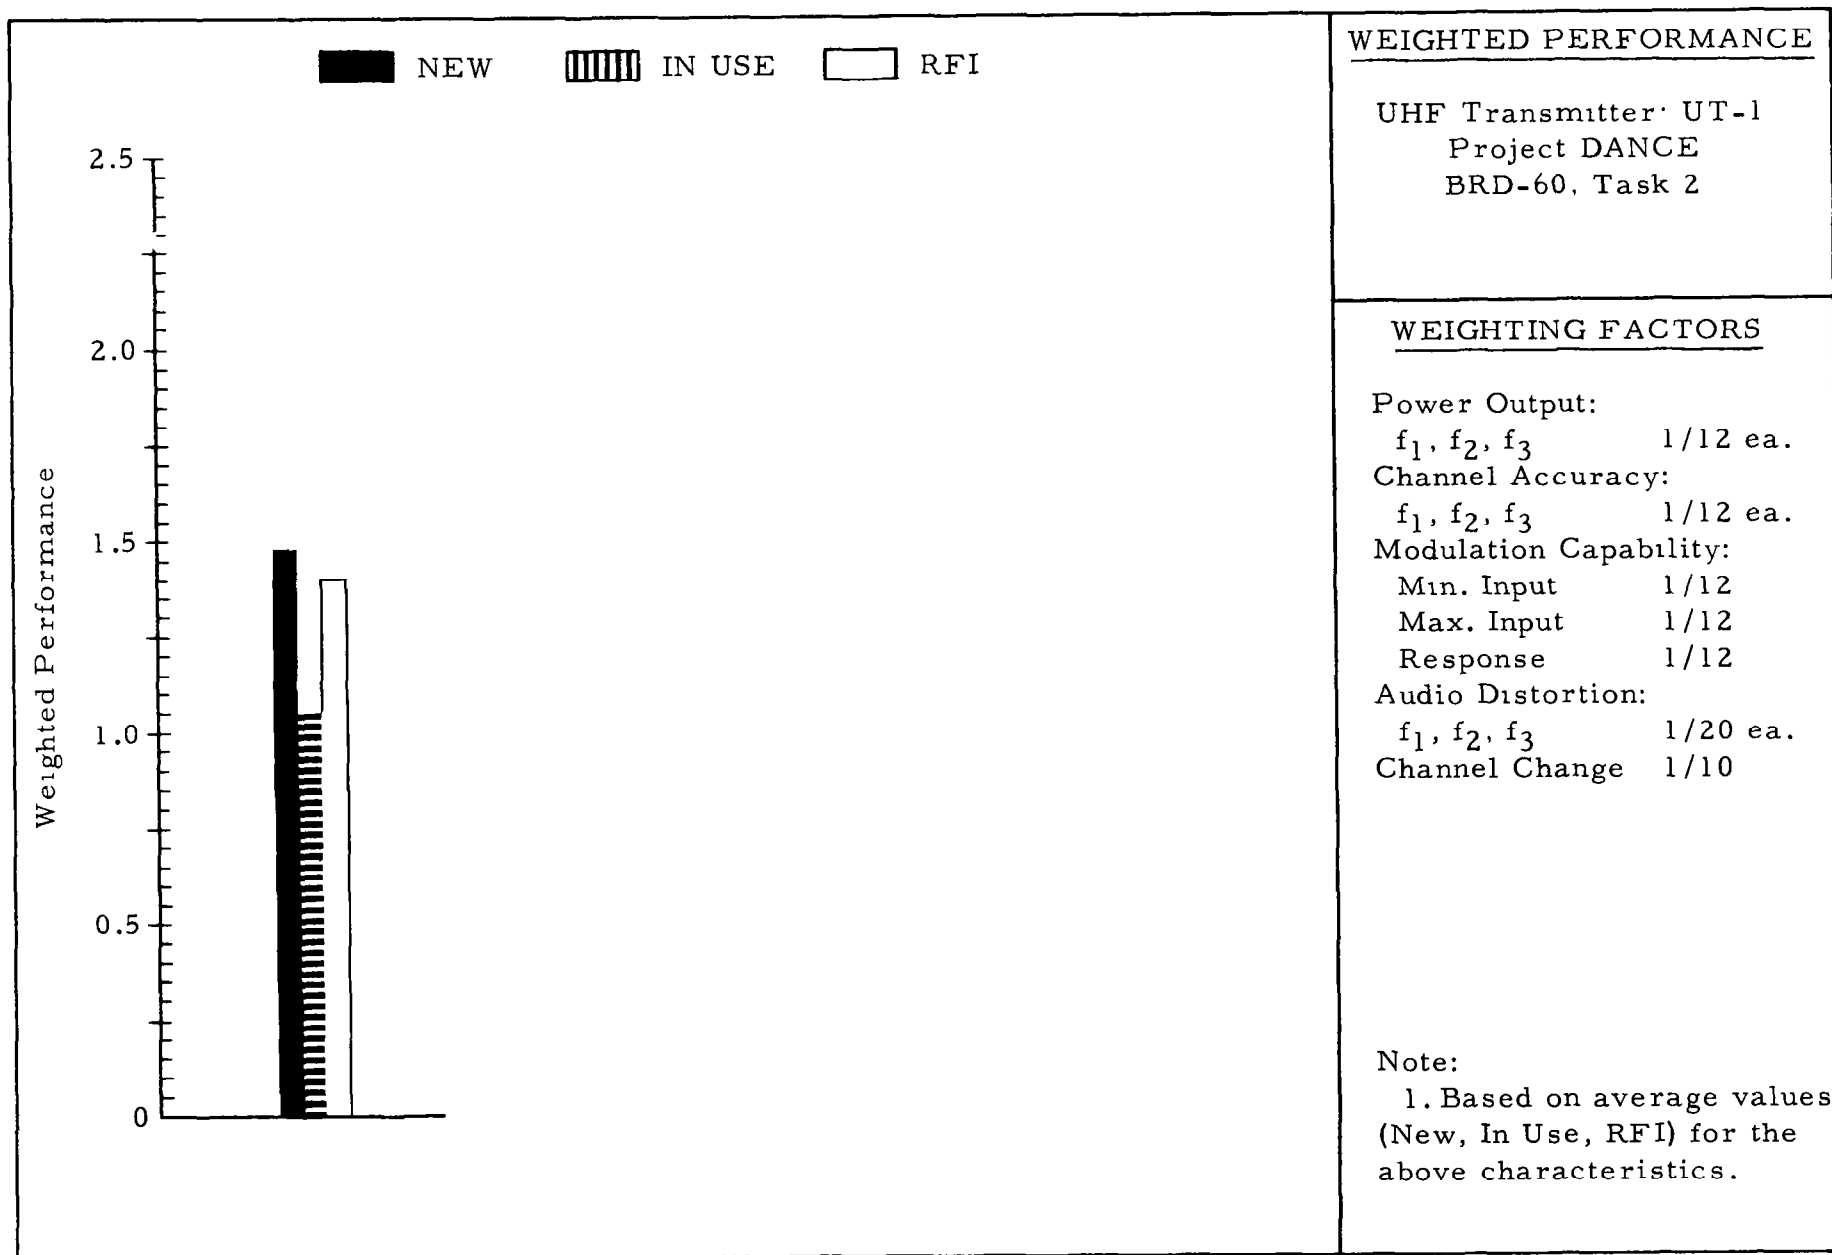 NEW IN USE RFI
2.5
2.0
1.5
1.0
0.5
0
Weighted Performance
WEIGHTED PERFORMANCE
UHF Transmitter· UT-1
Project DANCE
BRD-60, Task 2
WEIGHTING FACTORS
Power Output:
f1, f2, f3 1/12 ea.
Channel Accuracy:
f1, f2, f3 1/12 ea.
Modulation Capability:
Min. Input 1/12
Max. Input 1/12
Response 1/12
Audio Distortion:
f1, f2, f3 1/20 ea.
Channel Change 1/10
Note:
1. Based on average values
(New, In Use, RFI) for the
above characteristics.